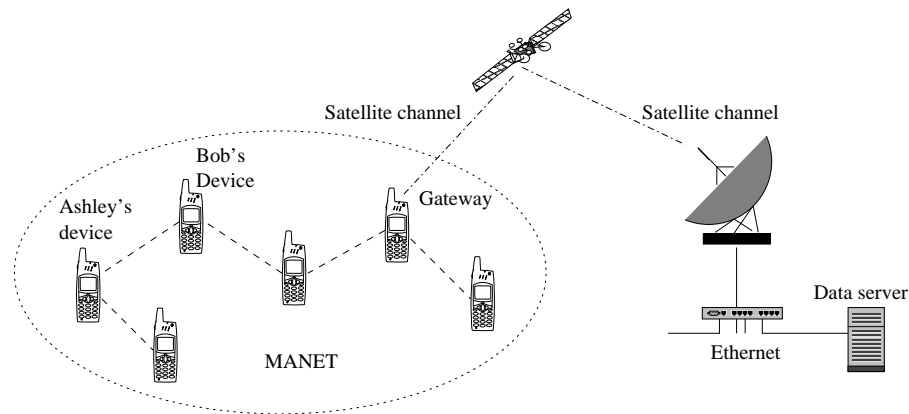 Satellite channel
Satellite channel
Bob's
Device
Ashley's
device
Gateway
MANET
Data server
Ethernet